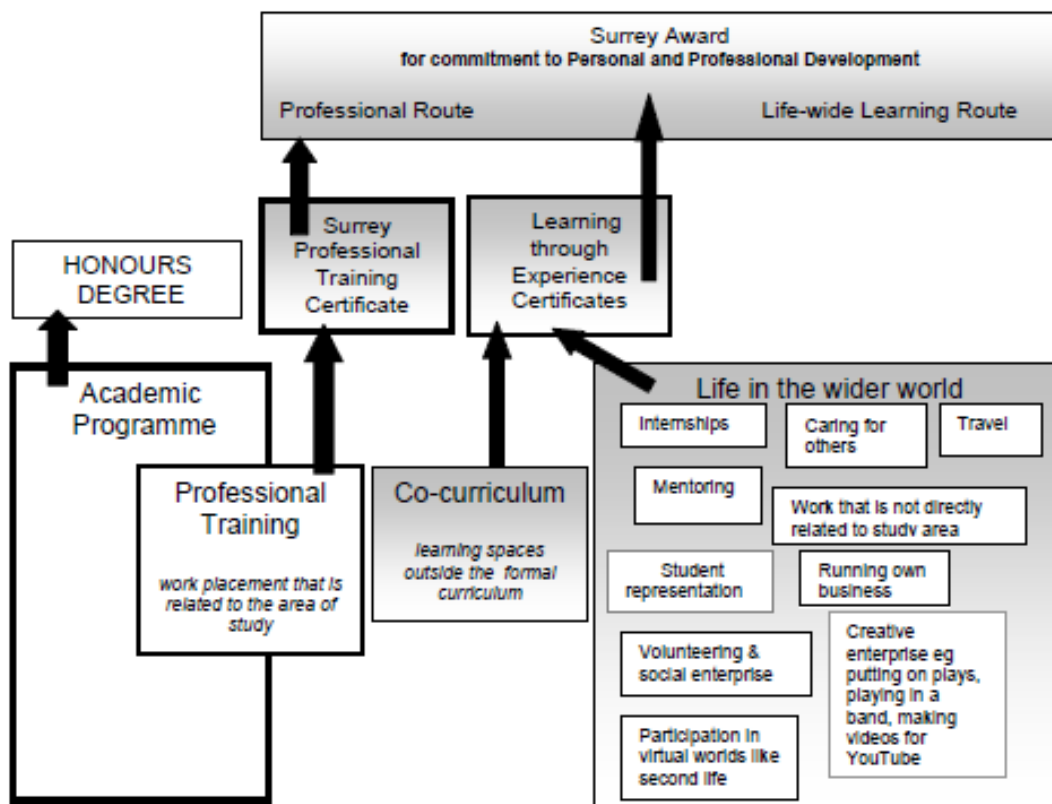 Surrey Award
for commitment to Personal and Professional Development
Professional Route
Life-wide Learning Route
Surrey
Professional
Training
Certificate
Learning
through
Experience
Certificates
HONOURS
DEGREE
Academic
Programme
Professional
Training
work placement that is
related to the area of
study
Co-curriculum
learning spaces
outside the formal
curriculum
Life in the wider world
Internships
Caring for
others
Travel
Mentoring
Work that is not directly
related to study area
Student
representation
Running own
business
Volunteering &
social enterprise
Creative
enterprise eg
putting on plays,
playing in a
band, making
videos for
YouTube
Participation in
virtual worlds like
second life